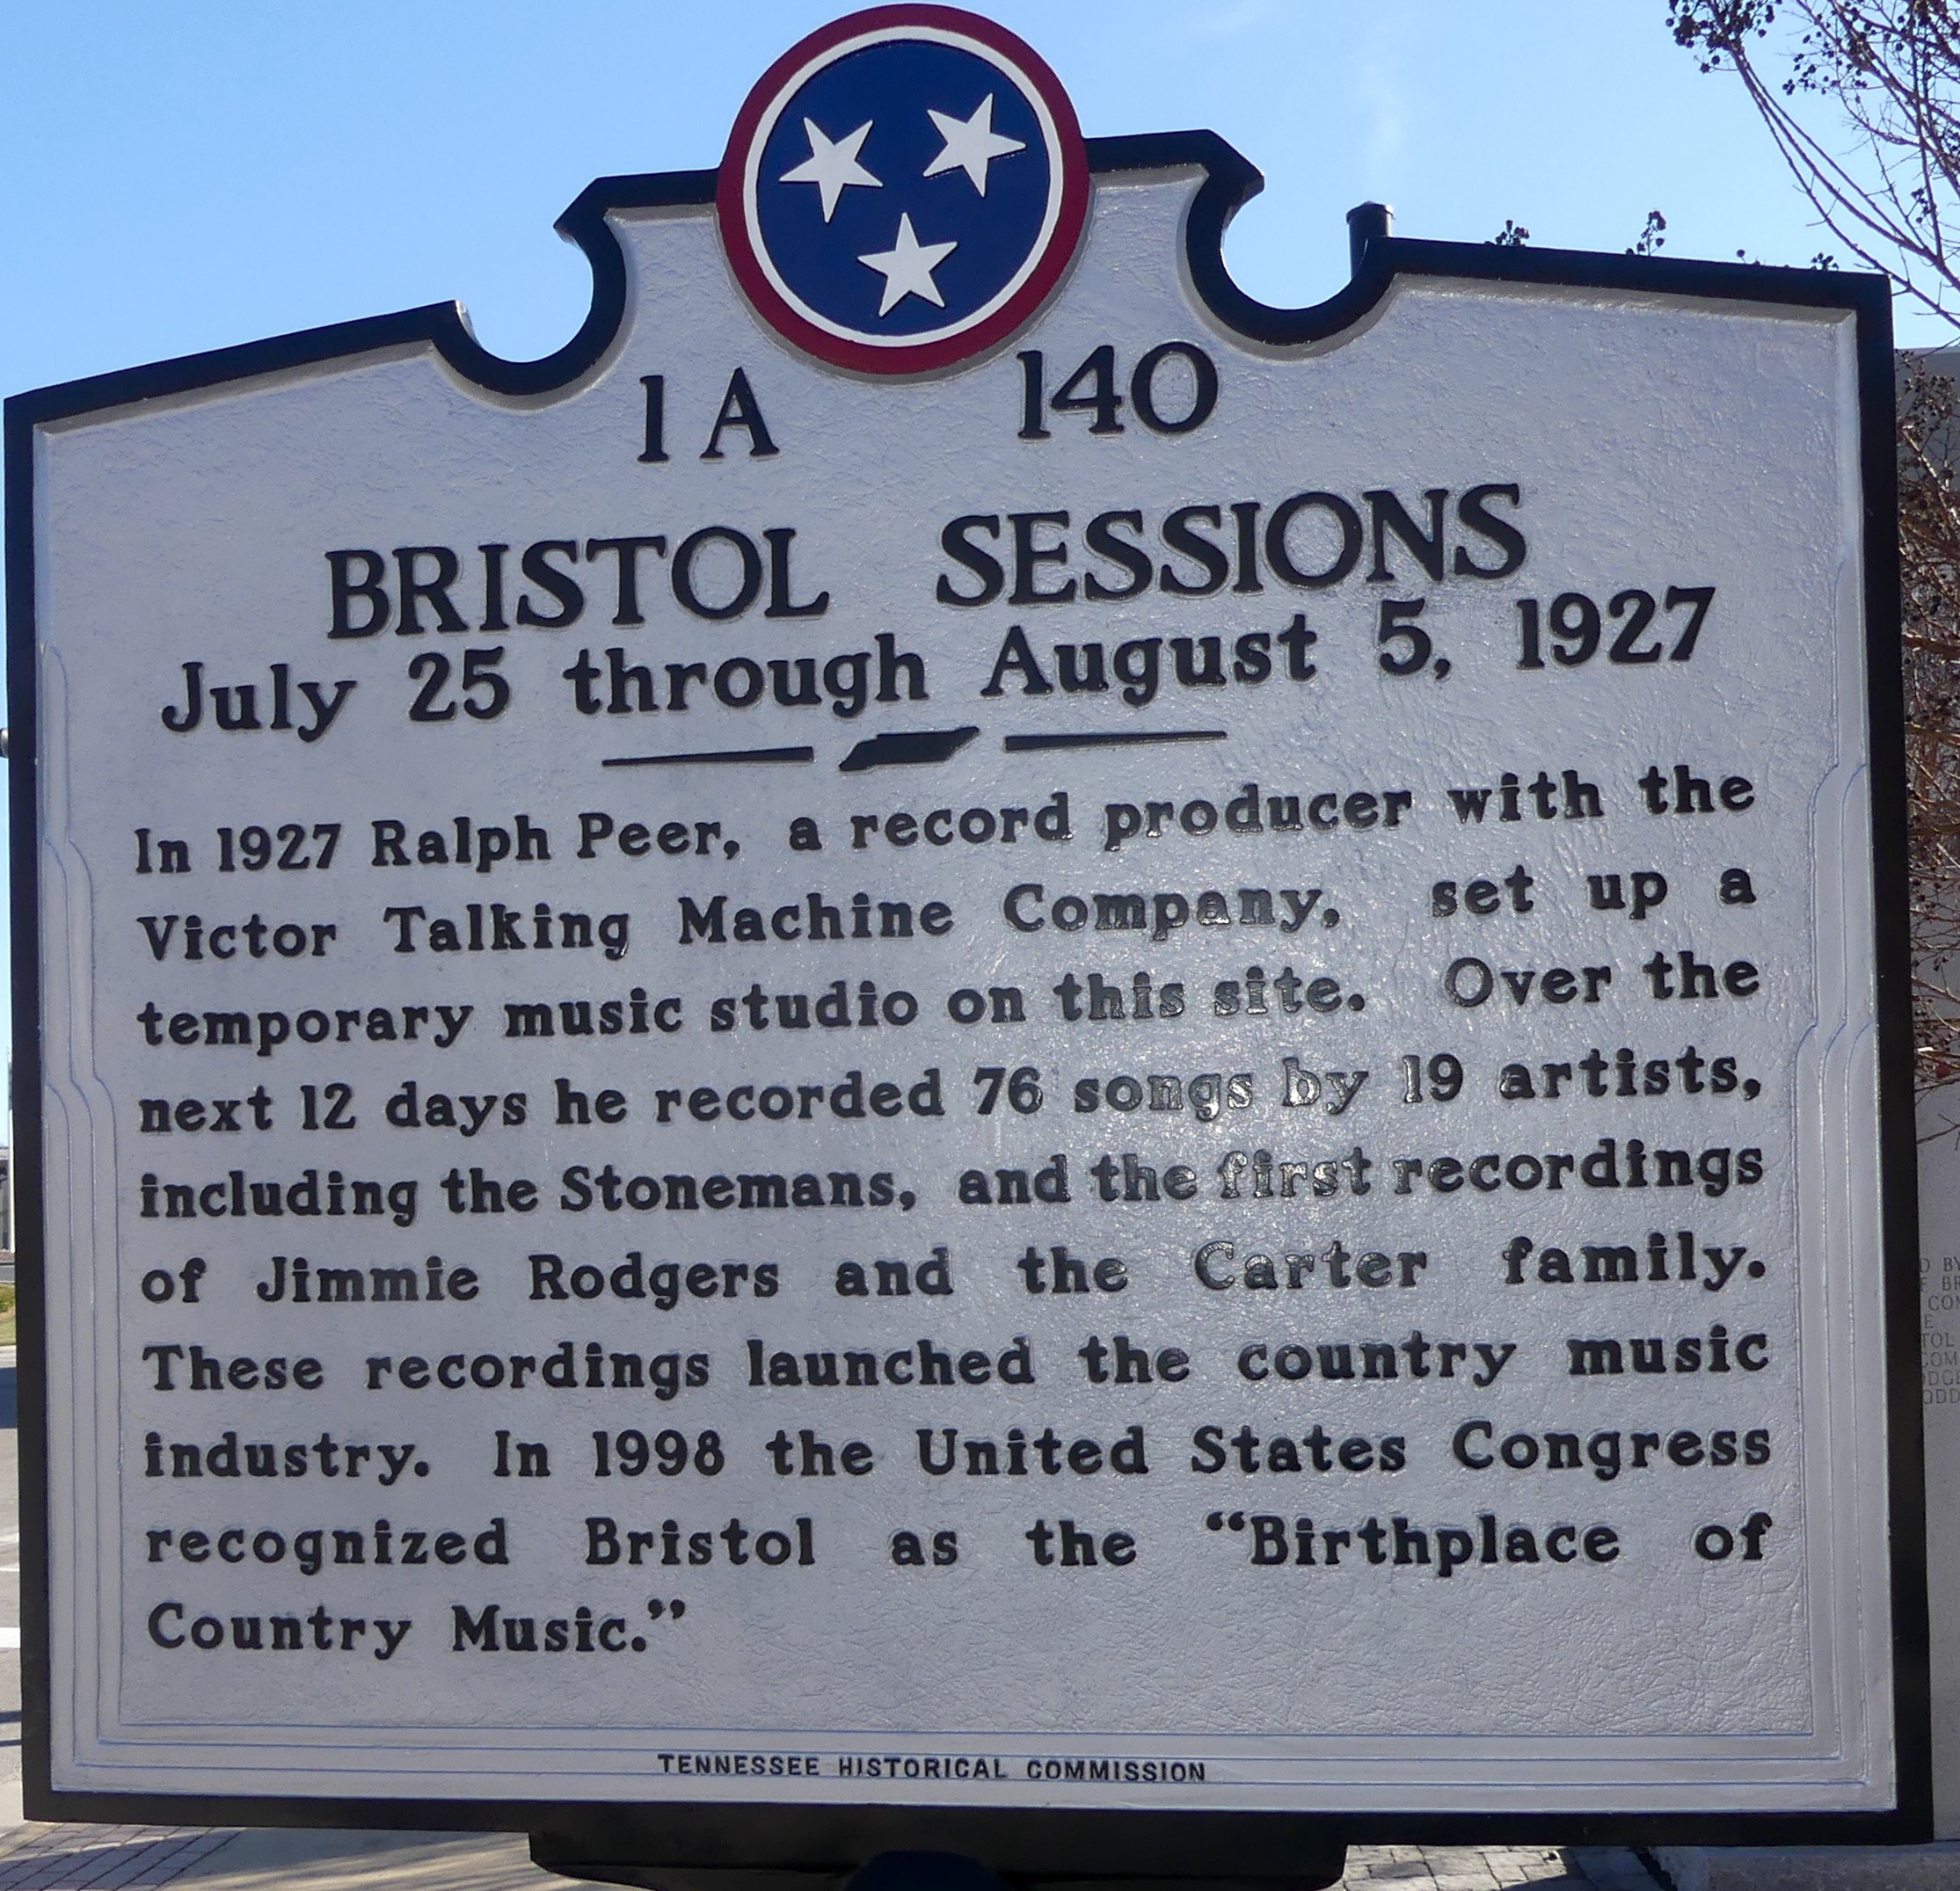 1A 140
BRISTOL SESSIONS
July 25 through August 5, 1927
In 1927 Ralph Peer, a record producer with the
Victor Talking Machine Company, set up a
temporary music studio on this site. Over the
next 12 days he recorded 76 songs by 19 artists,
including the Stonemans, and the first recordings
of Jimmie Rodgers and the Carter family.
These recordings launched the country music
industry. In 1998 the United States Congress
recognized Bristol as the “Birthplace of
Country Music.”
TENNESSEE HISTORICAL COMMISSION